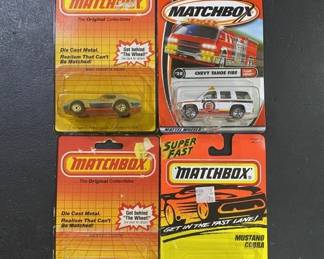 MATCHBOX
The Original Collectibles
Die Cast Metal.
Realism That Can't
Be Matched!
Get behind
"The Wheel"
MATCHBOX
CHEVY TAHOE FIRE
MATTEL WHEELS
MATCHBOX
The Original Collectibles
Die Cast Metal.
Realism That Can't
Be Matched!
Get behind
"The Wheel"
SUPER
FAST
MATCHBOX
GET IN THE FAST LANE!
MUSTANG
COBRA